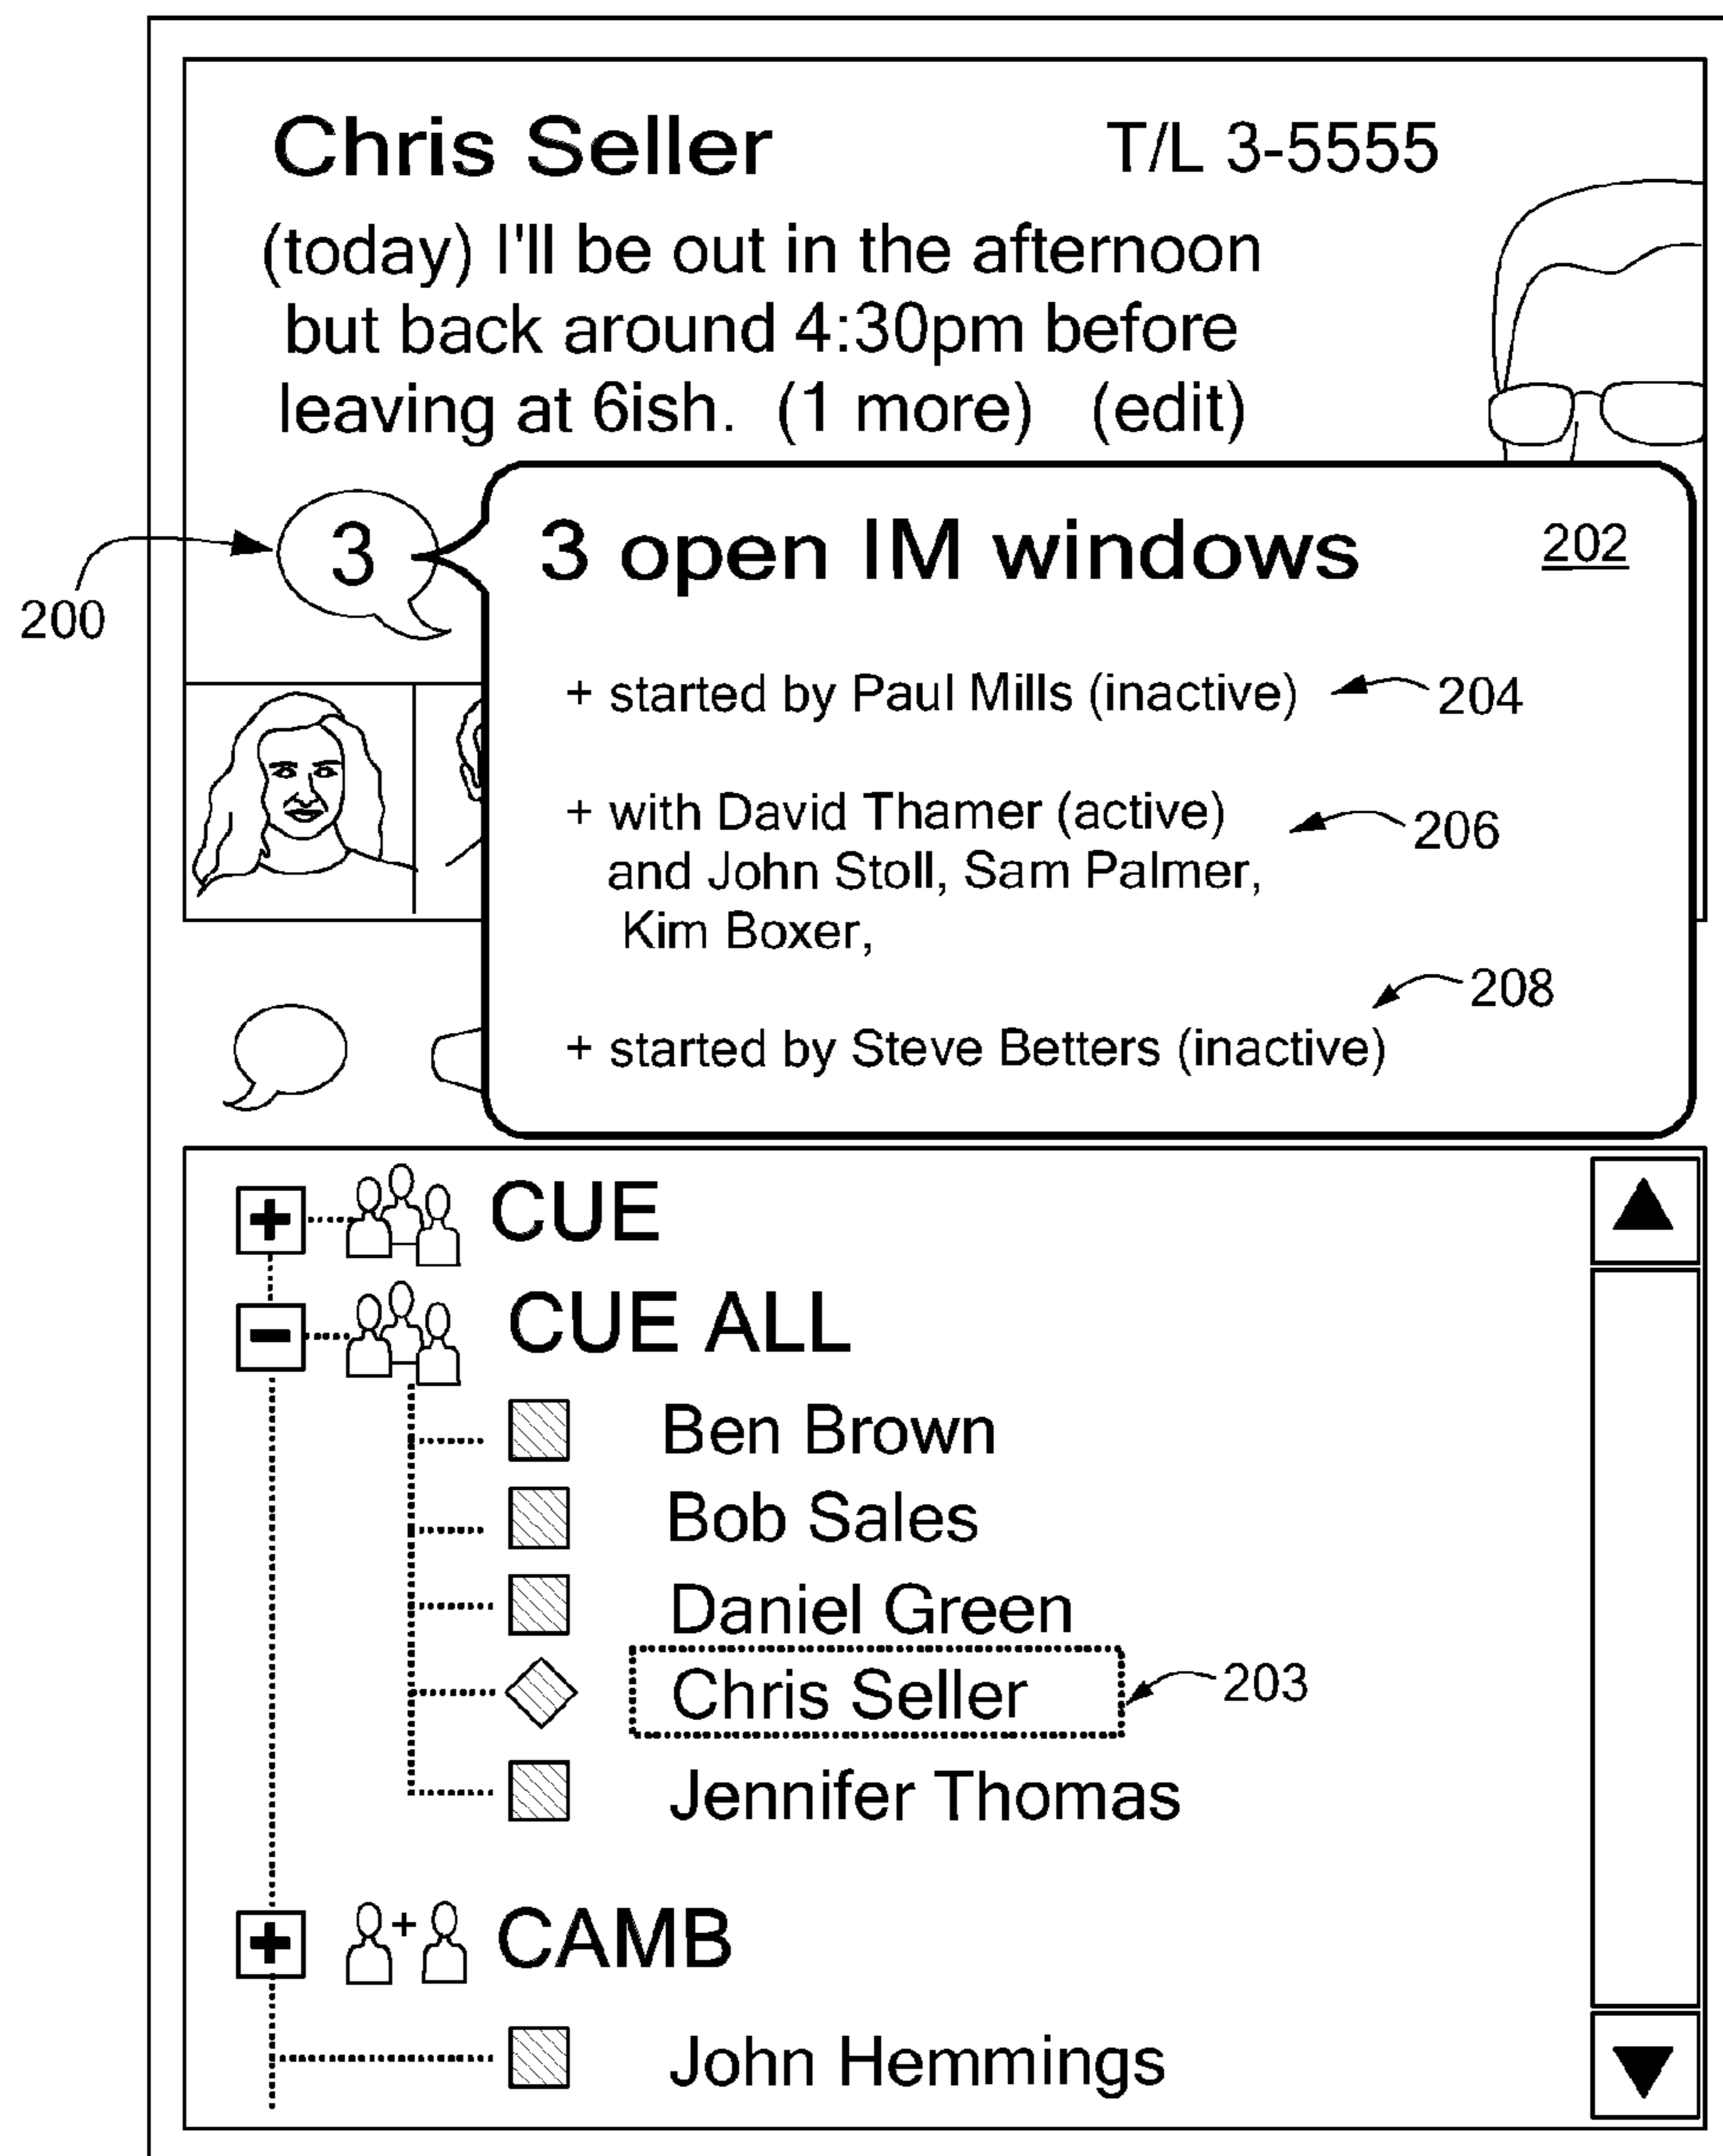 Chris Seller T/L 3-5555
(today) I'll be out in the afternoon
but back around 4:30pm before
leaving at 6ish. (1 more) (edit)
200
3
3 open IM windows 202
+ started by Paul Mills (inactive) 204
+ with David Thamer (active) 206
and John Stoll, Sam Palmer,
Kim Boxer,
208
+ started by Steve Betters (inactive)
CUE
CUE ALL
Ben Brown
Bob Sales
Daniel Green
Chris Seller 203
Jennifer Thomas
CAMB
John Hemmings